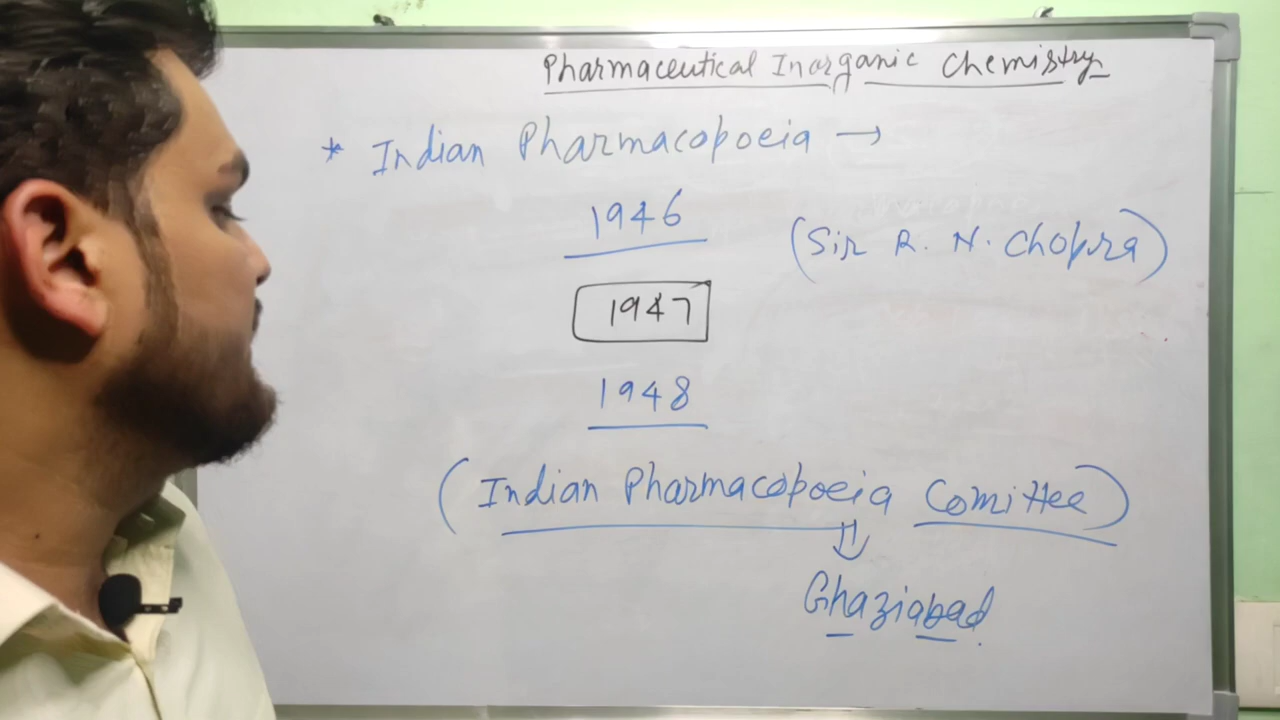 Pharmaceutical Inorganic Chemistry
* Indian Pharmacopoeia →
1946
(Sir R. N. Chopra)
1947
1948
(Indian Pharmacopoeia Comittee)
Ghaziabad